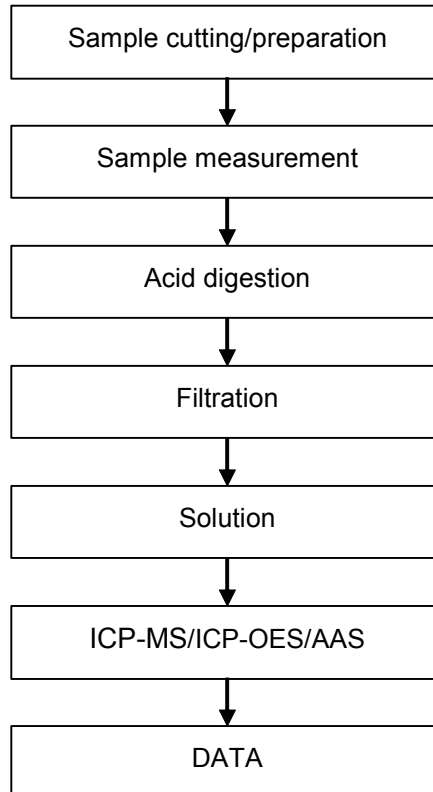 Sample cutting/preparation
Sample measurement
Acid digestion
Filtration
Solution
ICP-MS/ICP-OES/AAS
DATA